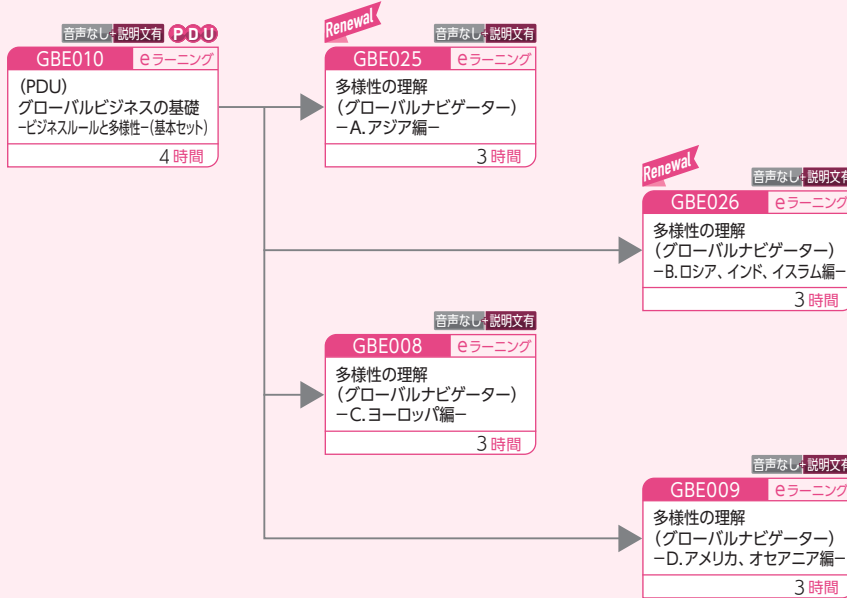 音声なし+説明文有 PDU
GBE010 eラーニング
(PDU)
グローバルビジネスの基礎
−ビジネスルールと多様性−(基本セット)
4時間
Renewal
音声なし+説明文有
GBE025 eラーニング
多様性の理解
(グローバルナビゲーター)
−A.アジア編−
3時間
Renewal
音声なし+説明文有
GBE026 eラーニング
多様性の理解
(グローバルナビゲーター)
−B.ロシア、インド、イスラム編−
3時間
音声なし+説明文有
GBE008 eラーニング
多様性の理解
(グローバルナビゲーター)
−C.ヨーロッパ編−
3時間
音声なし+説明文有
GBE009 eラーニング
多様性の理解
(グローバルナビゲーター)
−D.アメリカ、オセアニア編−
3時間